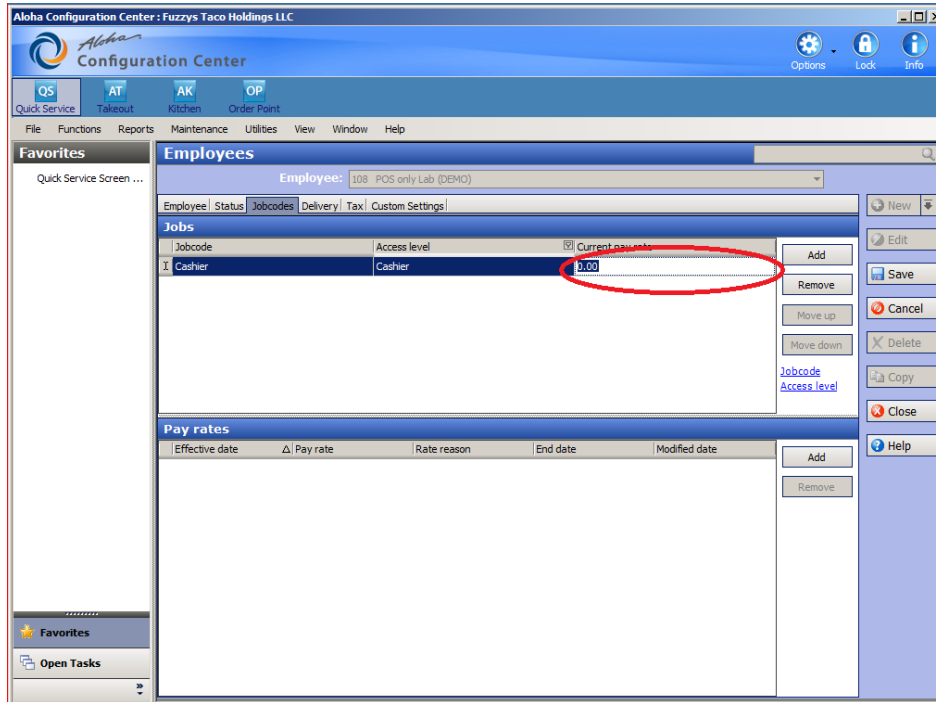 Aloha Configuration Center : Fuzzys Taco Holdings LLC
Aloha
Configuration Center
Options
Lock
Info
QS
Quick Service
AT
Takeout
AK
Kitchen
OP
Order Point
File Functions Reports Maintenance Utilities View Window Help
Favorites
Quick Service Screen ...
Employees
Employee: 108 POS only Lab (DEMO)
Employee Status Jobcodes Delivery Tax Custom Settings
Jobs
Jobcode Access level Current pay rate
Cashier Cashier 0.00
Add
Remove
Move up
Move down
Jobcode
Access level
Pay rates
Effective date Pay rate Rate reason End date Modified date
Add
Remove
New
Edit
Save
Cancel
Delete
Copy
Close
Help
Favorites
Open Tasks